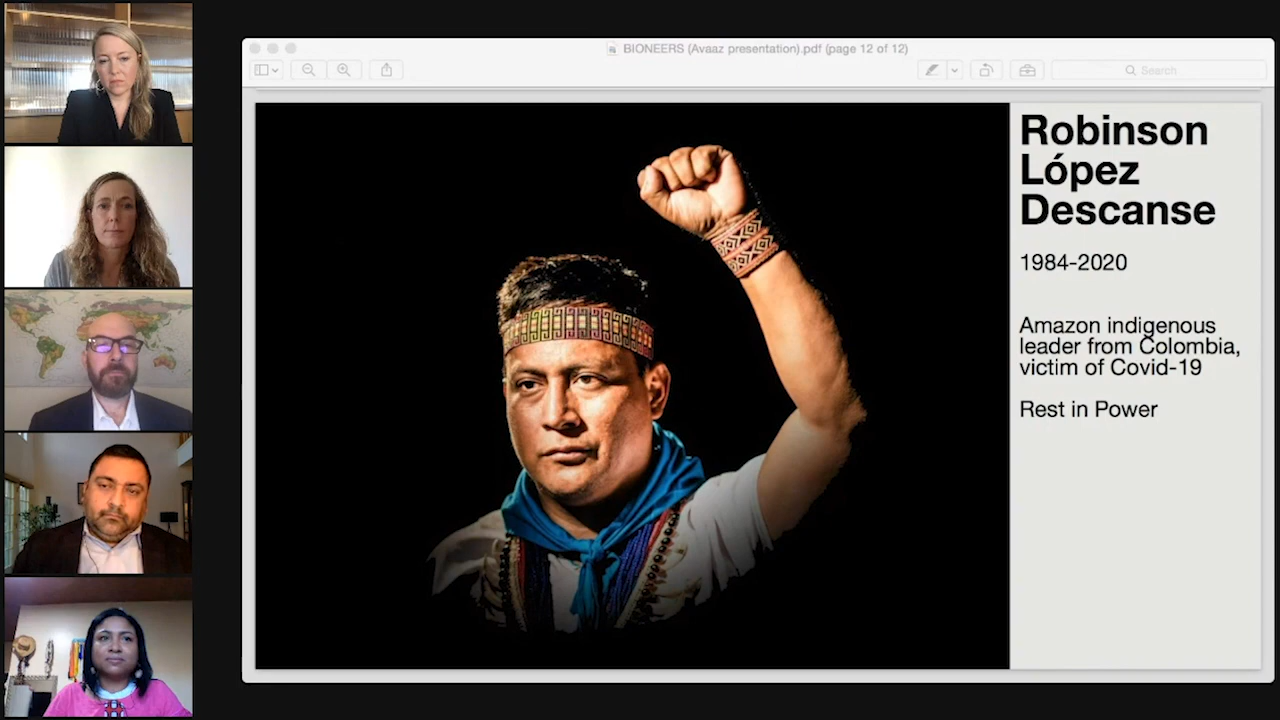 BIONEERS (Avaaz presentation).pdf (page 12 of 12)
Search
Robinson
López
Descanse
1984-2020
Amazon indigenous
leader from Colombia,
victim of Covid-19
Rest in Power